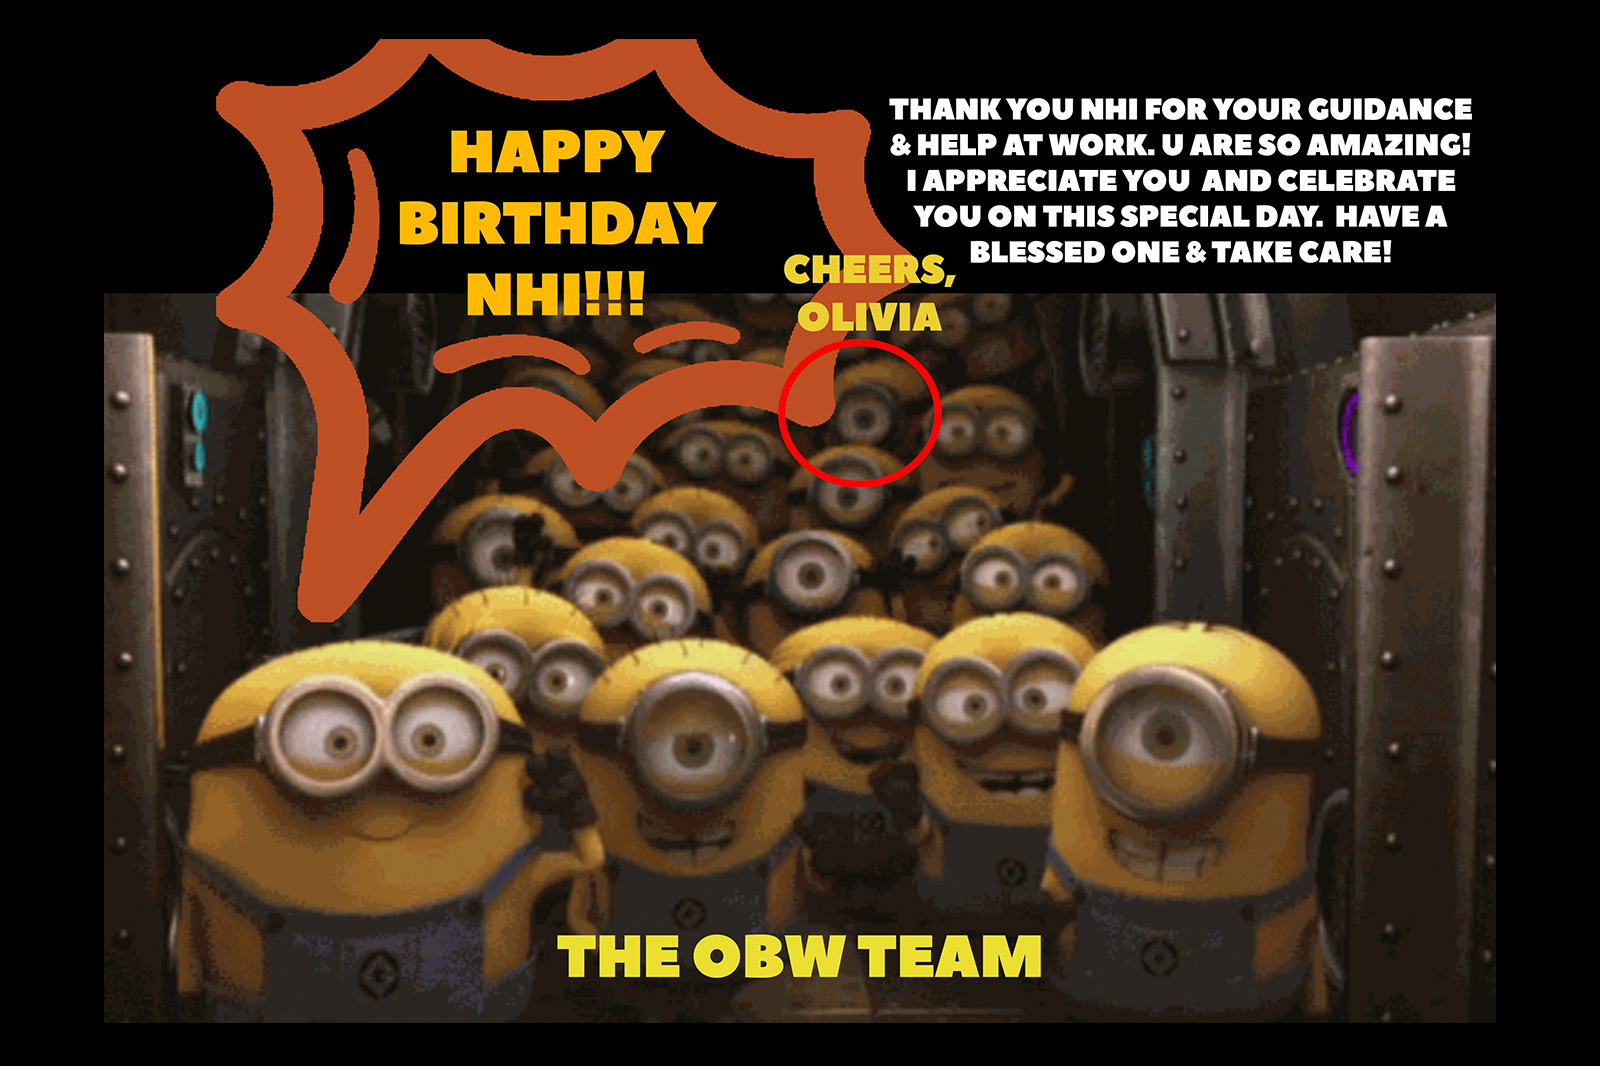 HAPPY
BIRTHDAY
NHI!!!
THANK YOU NHI FOR YOUR GUIDANCE
& HELP AT WORK. U ARE SO AMAZING!
I APPRECIATE YOU  AND CELEBRATE
YOU ON THIS SPECIAL DAY.  HAVE A
BLESSED ONE & TAKE CARE!
CHEERS,
OLIVIA
THE OBW TEAM